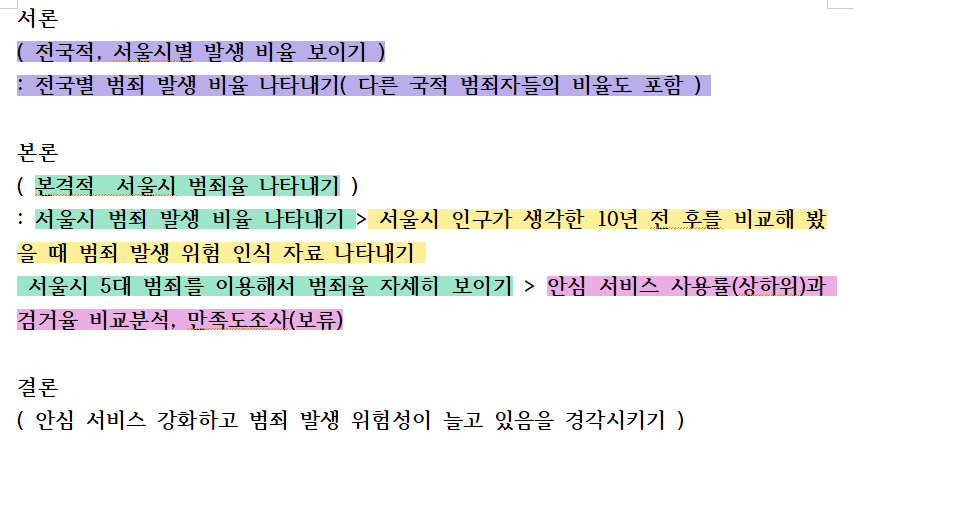 서론
( 전국적, 서울시별 발생 비율 보이기 )
: 전국별 범죄 발생 비율 나타내기( 다른 국적 범죄자들의 비율도 포함 )
본론
( 본격적 서울시 범죄율 나타내기 )
: 서울시 범죄 발생 비율 나타내기 > 서울시 인구가 생각한 10년 전 후를 비교해 봤
을 때 범죄 발생 위험 인식 자료 나타내기
서울시 5대 범죄를 이용해서 범죄율 자세히 보이기 > 안심 서비스 사용률(상하위)과
검거율 비교분석, 만족도조사(보류)
결론
( 안심 서비스 강화하고 범죄 발생 위험성이 늘고 있음을 경각시키기 )